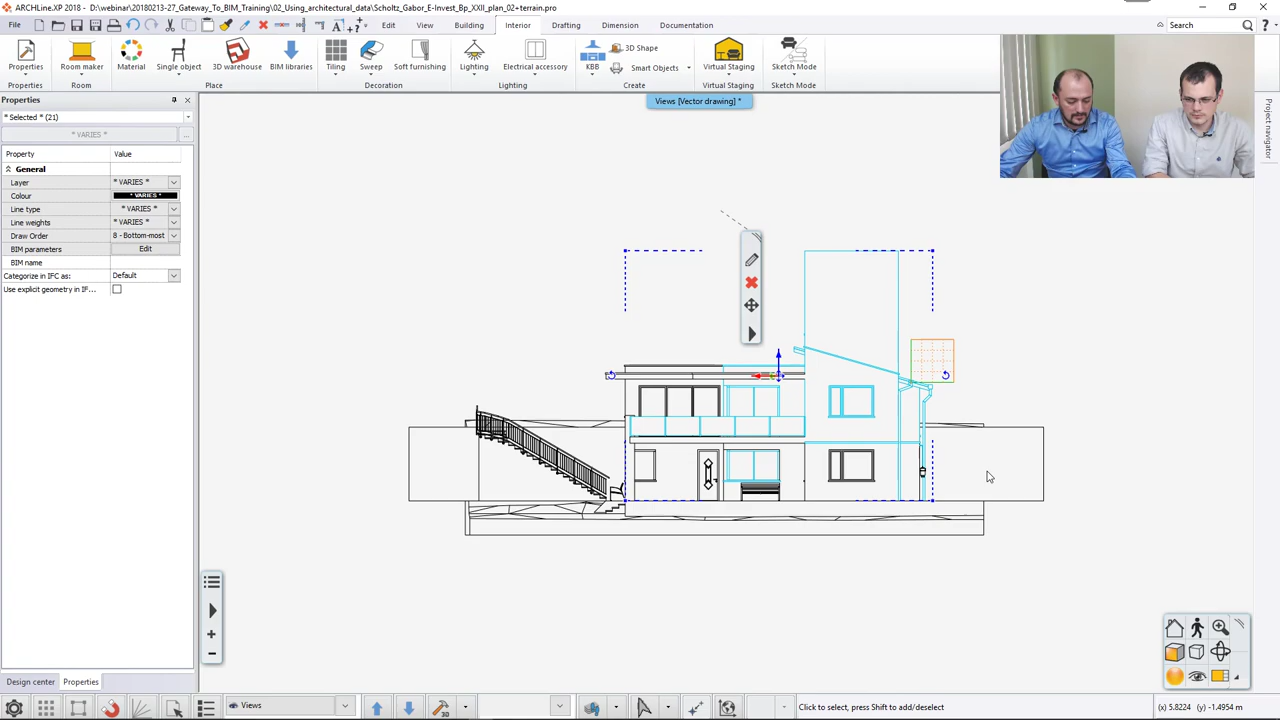 ARCHLine.XP 2018 - D:\webinar\20180213-27_Gateway_To_BIM_Training\02_Using_architectural_data\Scholtz_Gabor_E-Invest_Bp_XXII_plan_02+terrain.pro
File Edit View Building Interior Drafting Dimension Documentation Search
Properties Room maker Material Single object 3D warehouse BIM libraries Tiling Sweep Soft furnishing Lighting Electrical accessory KBB 3D Shape Smart Objects Virtual Staging Sketch Mode
Properties Room Place Decoration Lighting Create Virtual Staging Sketch Mode
Properties
Views [Vector drawing] *
* Selected * (21)
* VARIES * ...
Property Value
General
Layer * VARIES *
Colour * VARIES *
Line type * VARIES *
Line weights * VARIES *
Draw Order 8 - Bottom-most
BIM parameters Edit
BIM name
Categorize in IFC as: Default
Use explicit geometry in IF...
Project navigator
Design center Properties
Views
30
Click to select, press Shift to add/deselect
(x) 5.8224 (y) -1.4954 m